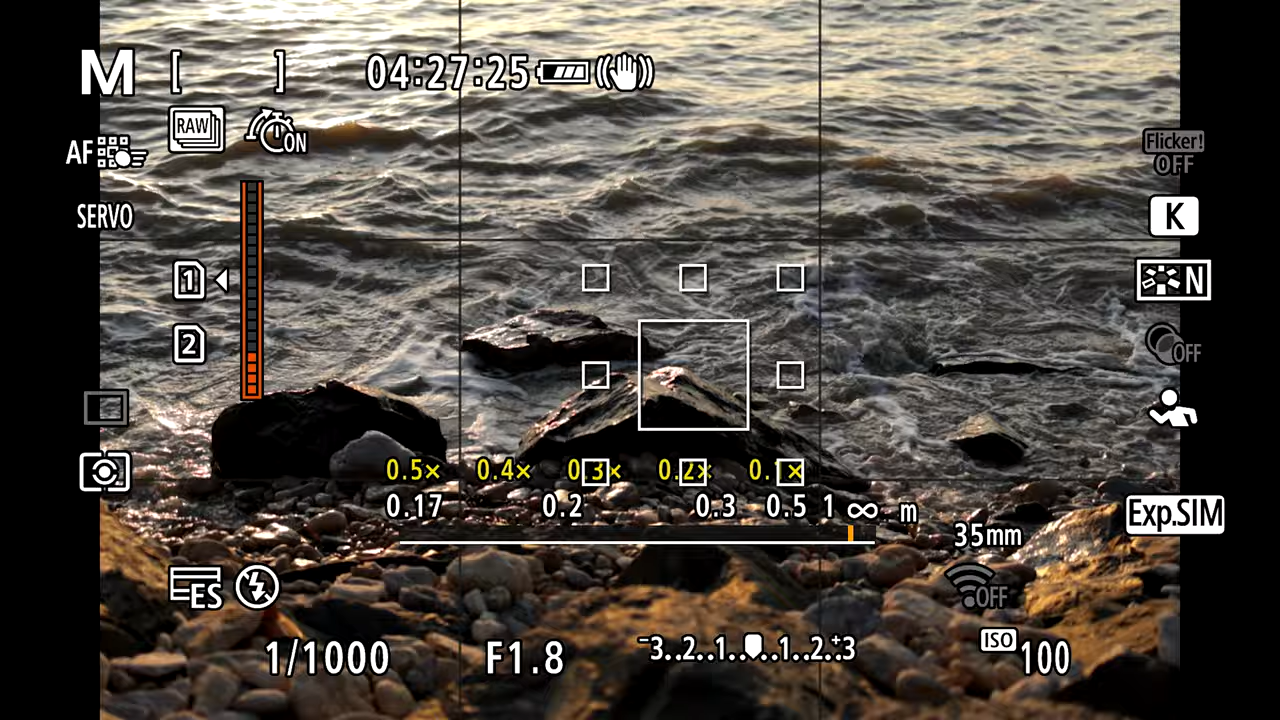 M [ ] 04:27:25
RAW ON
AF
SERVO
Flicker!
OFF
K
1
N
2
OFF
0.5× 0.4× 0.3× 0.2× 0.1×
0.17 0.2 0.3 0.5 1 ∞ m
Exp.SIM
35mm
ES
OFF
1/1000 F1.8 -3..2..1..0..1..2.+3 ISO 100